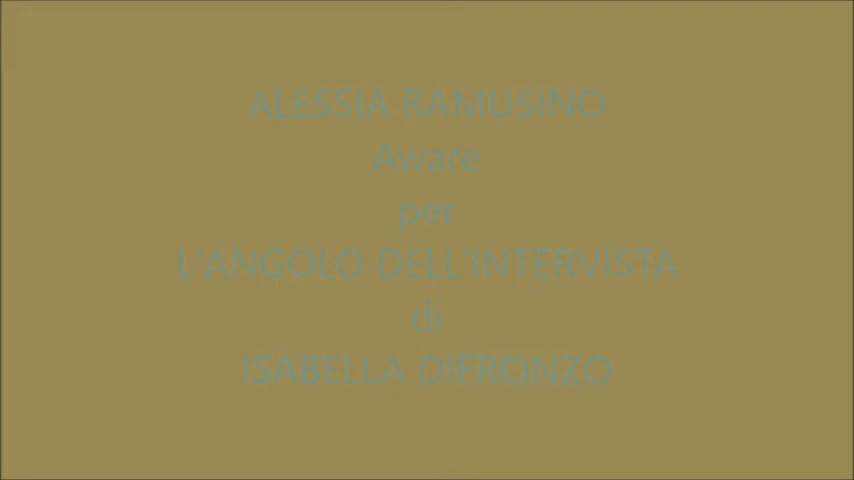 ALESSIA RAMUSINO
Aware
per
L'ANGOLO DELL'INTERVISTA
di
ISABELLA DIFRONZO